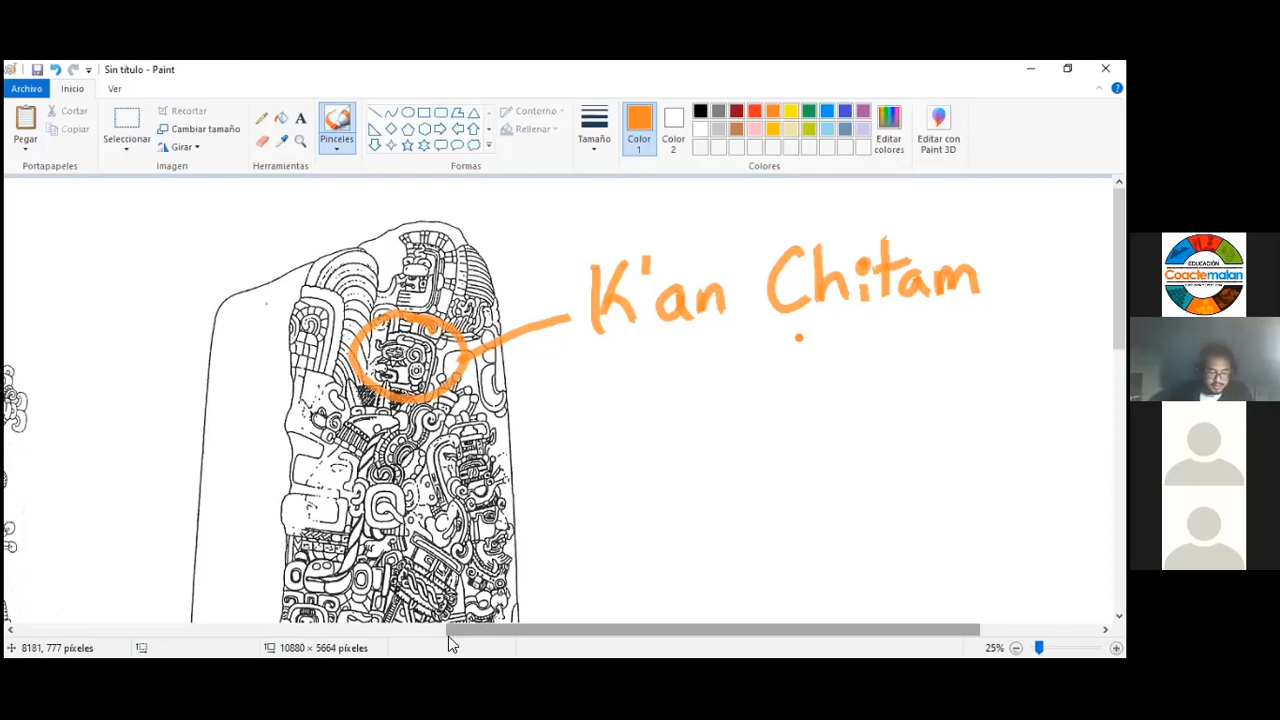 Sin título - Paint
Archivo
Inicio
Ver
Pegar
Cortar
Copiar
Portapapeles
Seleccionar
Recortar
Cambiar tamaño
Girar
Imagen
A
Herramientas
Pinceles
Contorno
Rellenar
Formas
Tamaño
Color 1
Color 2
Editar colores
Colores
Editar con Paint 3D
K'an Chitam
EDUCACIÓN
Coactemalan
8181, 777 píxeles
10880 × 5664 píxeles
25%